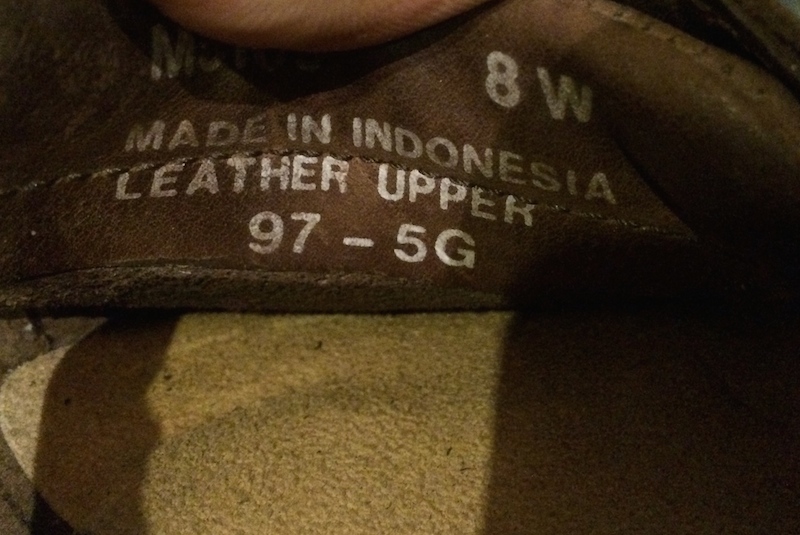 8 W
MADE IN INDONESIA
LEATHER UPPER
97 – 5G